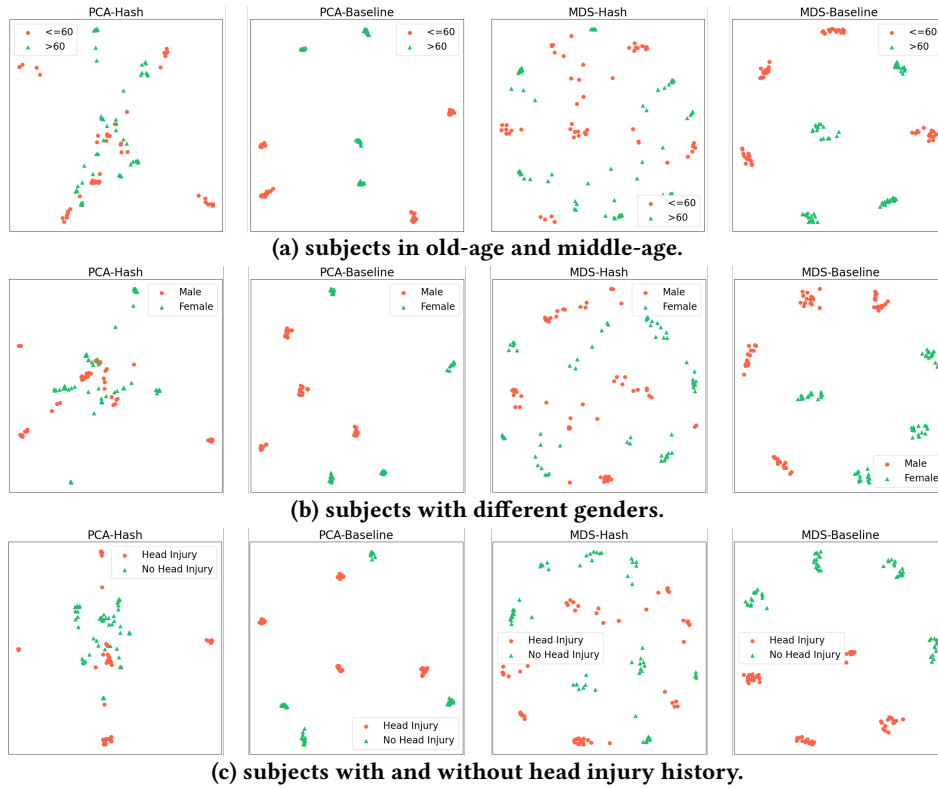 PCA-Hash
<=60
>60
PCA-Baseline
<=60
>60
MDS-Hash
<=60
>60
MDS-Baseline
<=60
>60
(a) subjects in old-age and middle-age.
PCA-Hash
Male
Female
PCA-Baseline
Male
Female
MDS-Hash
Male
Female
MDS-Baseline
Male
Female
(b) subjects with different genders.
PCA-Hash
Head Injury
No Head Injury
PCA-Baseline
Head Injury
No Head Injury
MDS-Hash
Head Injury
No Head Injury
MDS-Baseline
Head Injury
No Head Injury
(c) subjects with and without head injury history.